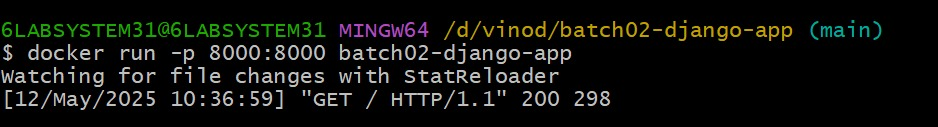 6LABSYSTEM31@6LABSYSTEM31 MINGW64 /d/vinod/batch02-django-app (main)
$ docker run -p 8000:8000 batch02-django-app
Watching for file changes with StatReloader
[12/May/2025 10:36:59] "GET / HTTP/1.1" 200 298